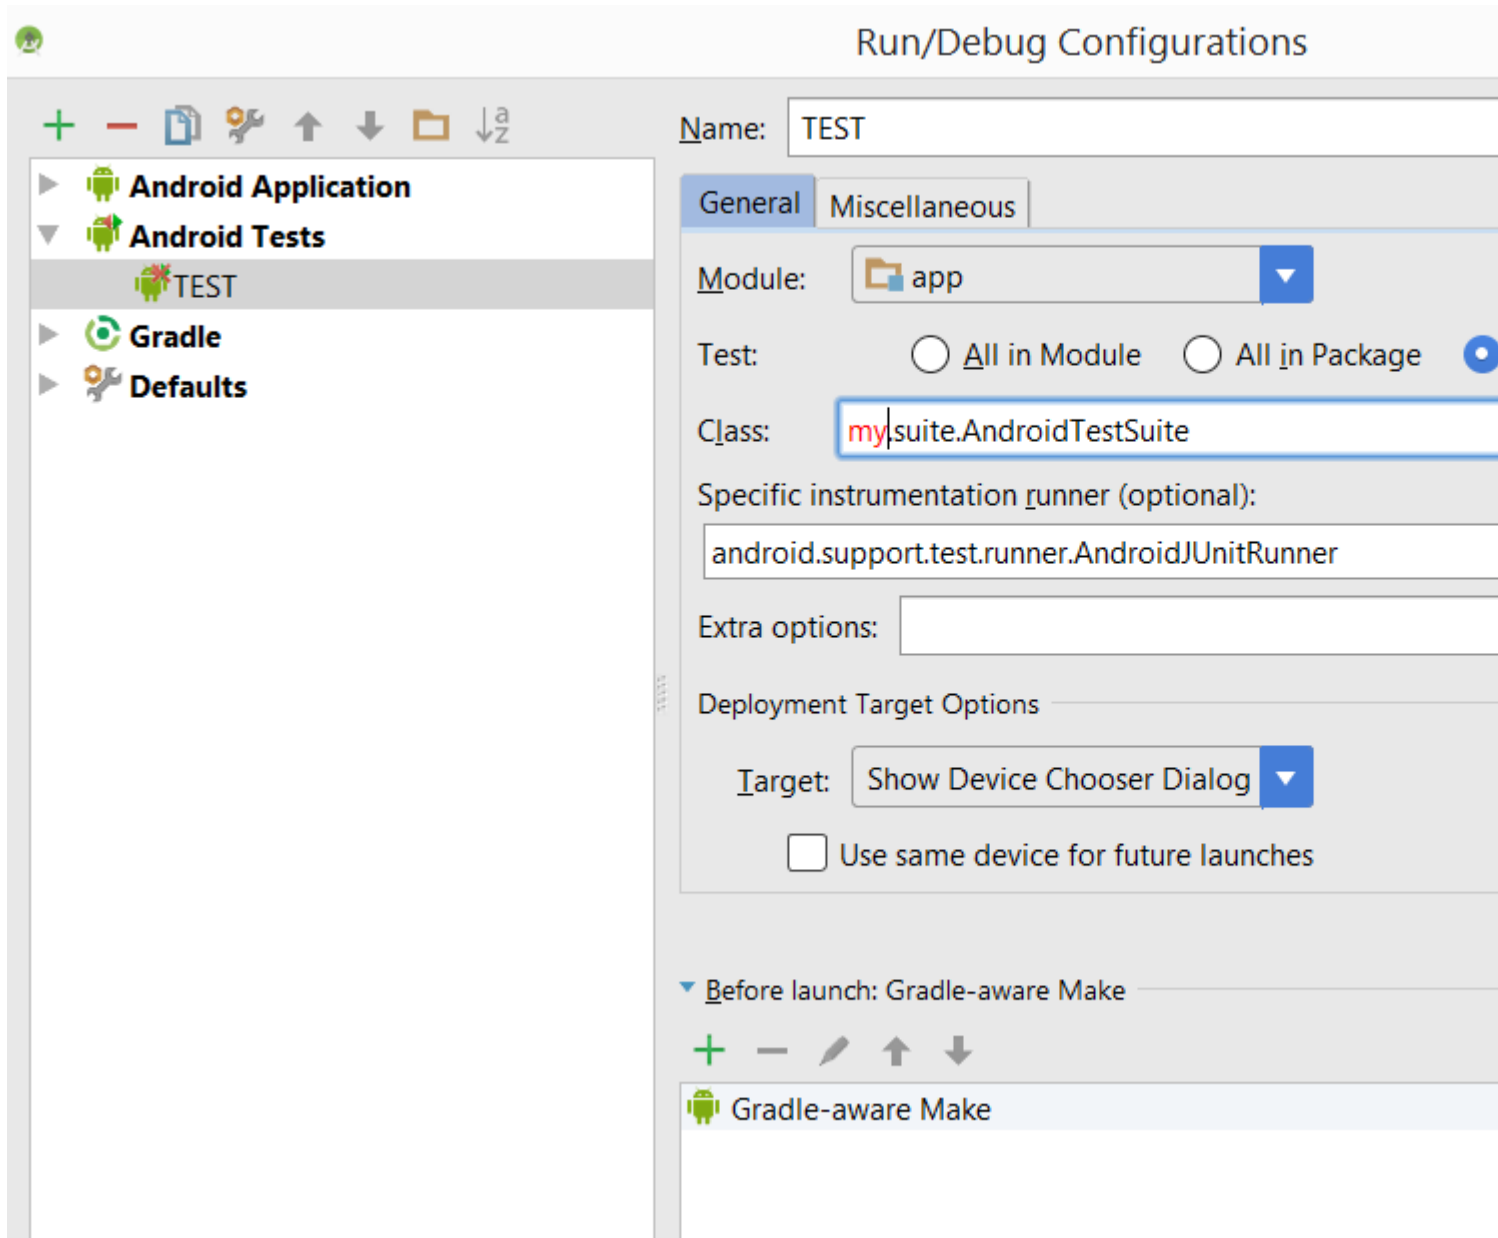 Run/Debug Configurations
Name: TEST
Android Application
Android Tests
TEST
Gradle
Defaults
General Miscellaneous
Module: app
Test: All in Module All in Package
Class: my.suite.AndroidTestSuite
Specific instrumentation runner (optional):
android.support.test.runner.AndroidJUnitRunner
Extra options:
Deployment Target Options
Target: Show Device Chooser Dialog
Use same device for future launches
Before launch: Gradle-aware Make
Gradle-aware Make